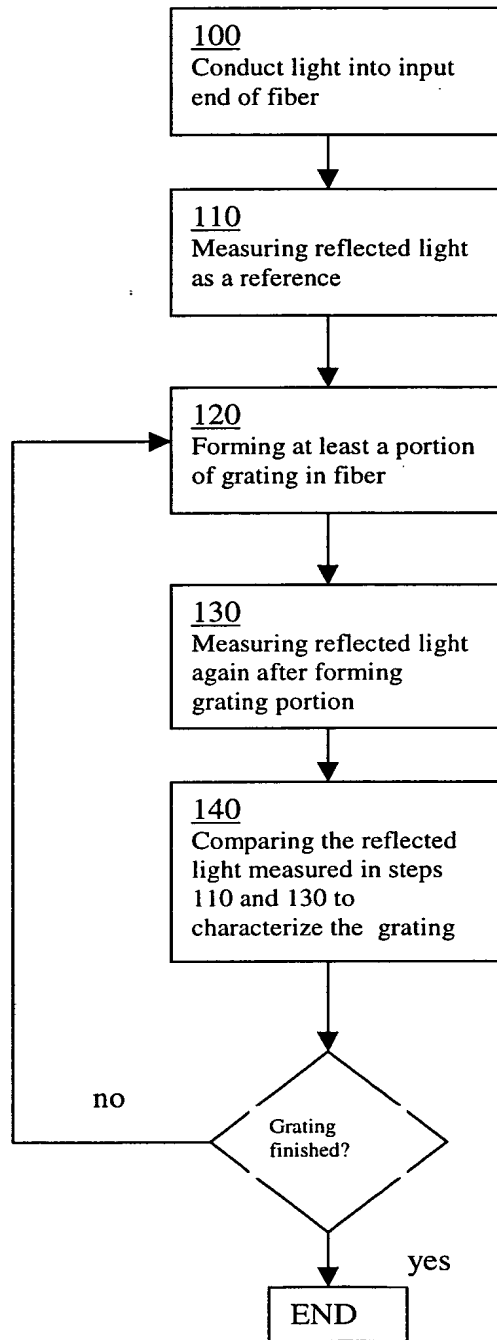 100
Conduct light into input
end of fiber
110
Measuring reflected light
as a reference
120
Forming at least a portion
of grating in fiber
130
Measuring reflected light
again after forming
grating portion
140
Comparing the reflected
light measured in steps
110 and 130 to
characterize the grating
no
Grating
finished?
yes
END